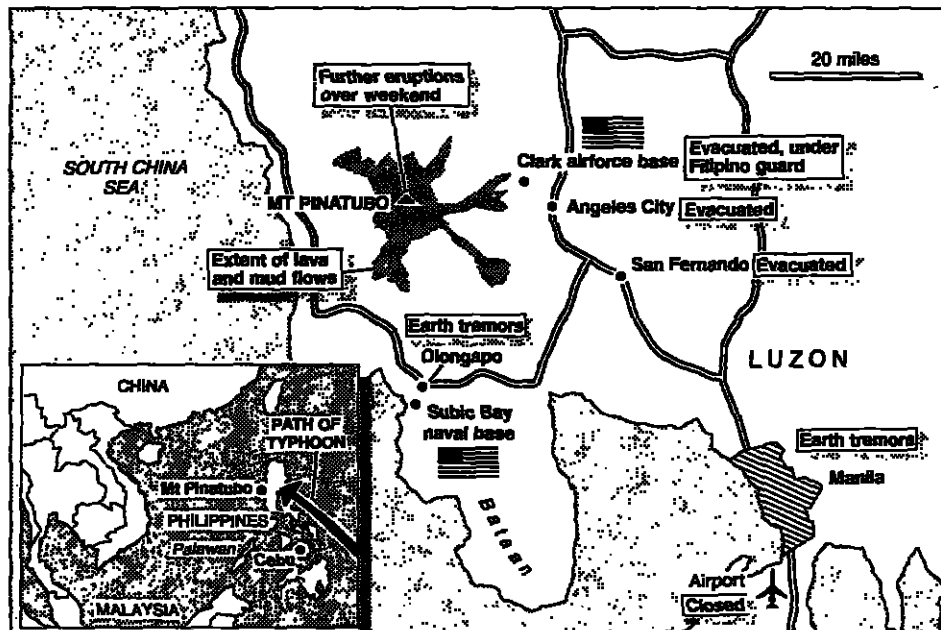 20 miles
Further eruptions
over weekend
SOUTH CHINA
SEA
Clark airforce base
Evacuated, under
Filipino guard
MT PINATUBO
Angeles City
Evacuated
Extent of lava
and mud flows
San Fernando
Evacuated
Earth tremors
Olongapo
LUZON
Subic Bay
naval base
Earth tremors
Manila
Bataan
Airport
Closed
CHINA
PATH OF
TYPHOON
Mt Pinatubo
PHILIPPINES
Palawan
Cebu
MALAYSIA